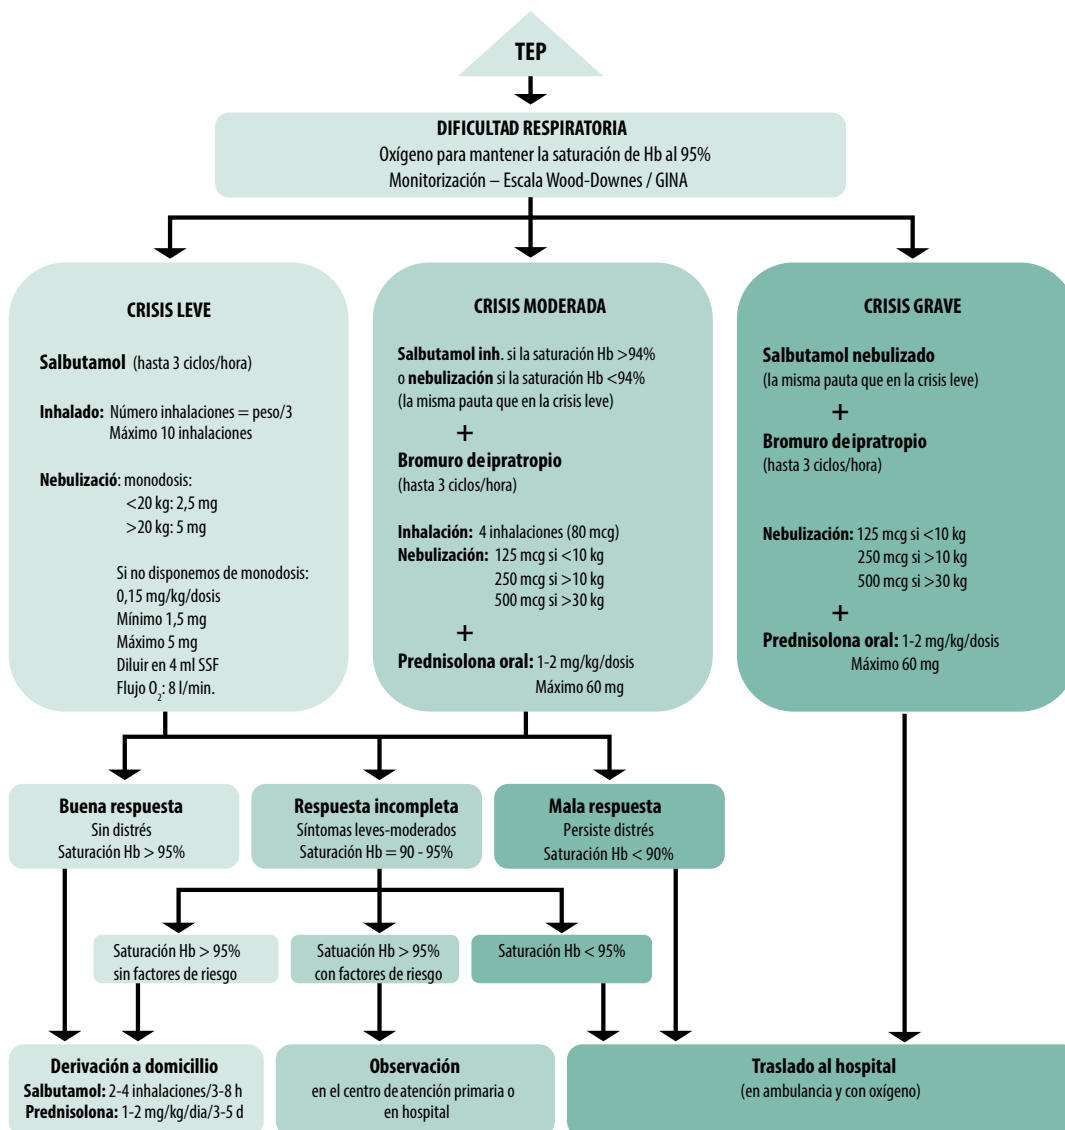 TEP
DIFICULTAD RESPIRATORIA
Oxígeno para mantener la saturación de Hb al 95%
Monitorización – Escala Wood-Downes / GINA
CRISIS LEVE
Salbutamol (hasta 3 ciclos/hora)
Inhalado: Número inhalaciones = peso/3
Máximo 10 inhalaciones
Nebulizació: monodosis:
<20 kg: 2,5 mg
>20 kg: 5 mg
Si no disponemos de monodosis:
0,15 mg/kg/dosis
Mínimo 1,5 mg
Máximo 5 mg
Diluir en 4 ml SSF
Flujo O2: 8 l/min.
CRISIS MODERADA
Salbutamol inh. si la saturación Hb >94%
o nebulización si la saturación Hb <94%
(la misma pauta que en la crisis leve)
+
Bromuro de ipratropio
(hasta 3 ciclos/hora)
Inhalación: 4 inhalaciones (80 mcg)
Nebulización: 125 mcg si <10 kg
250 mcg si >10 kg
500 mcg si >30 kg
+
Prednisolona oral: 1-2 mg/kg/dosis
Máximo 60 mg
CRISIS GRAVE
Salbutamol nebulizado
(la misma pauta que en la crisis leve)
+
Bromuro de ipratropio
(hasta 3 ciclos/hora)
Nebulización: 125 mcg si <10 kg
250 mcg si >10 kg
500 mcg si >30 kg
+
Prednisolona oral: 1-2 mg/kg/dosis
Máximo 60 mg
Buena respuesta
Sin distrés
Saturación Hb > 95%
Respuesta incompleta
Síntomas leves-moderados
Saturación Hb = 90 - 95%
Mala respuesta
Persiste distrés
Saturación Hb < 90%
Saturación Hb > 95%
sin factores de riesgo
Satuación Hb > 95%
con factores de riesgo
Saturación Hb < 95%
Derivación a domicillio
Salbutamol: 2-4 inhalaciones/3-8 h
Prednisolona: 1-2 mg/kg/dia/3-5 d
Observación
en el centro de atención primaria o
en hospital
Traslado al hospital
(en ambulancia y con oxígeno)